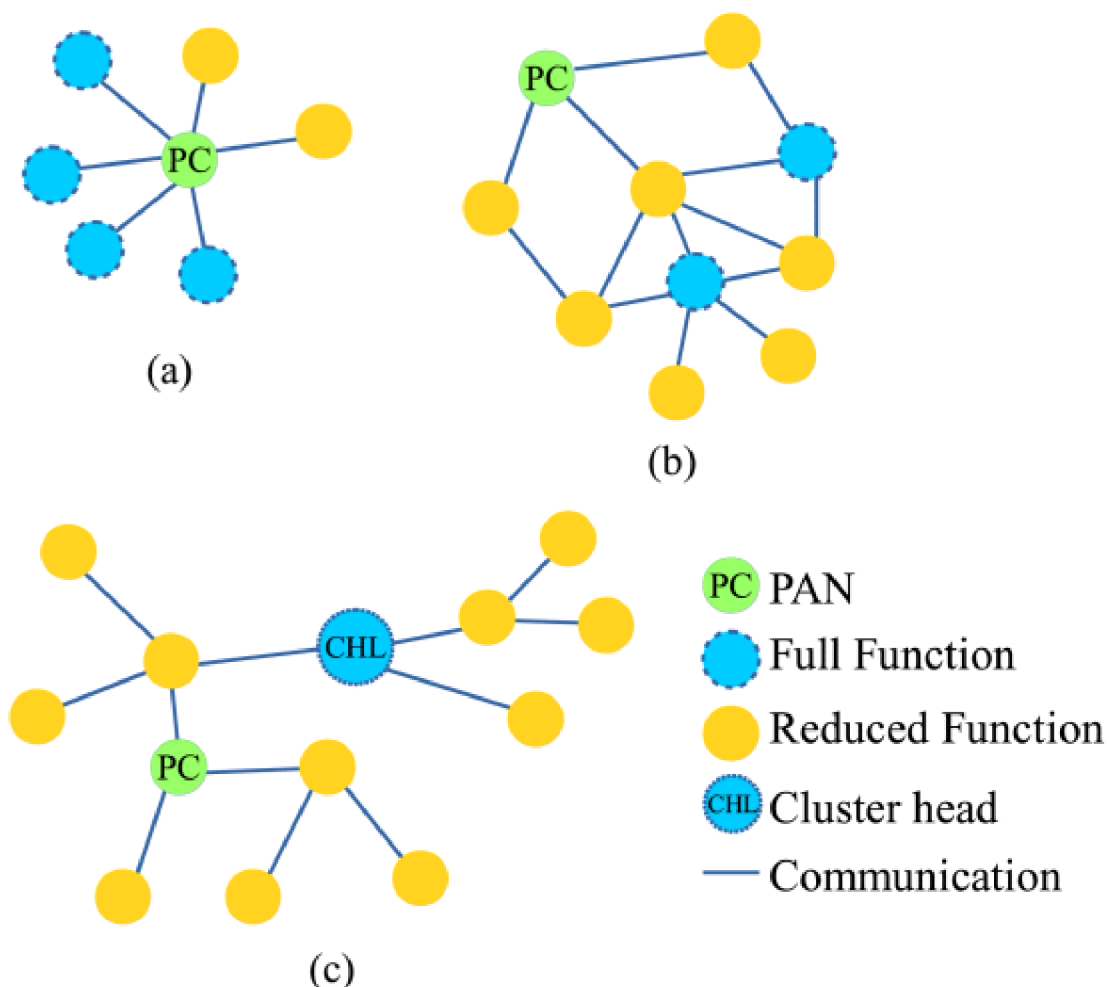 PC
(a)
PC
(b)
CHL
PC
(c)
PC PAN
Full Function
Reduced Function
CHL Cluster head
Communication